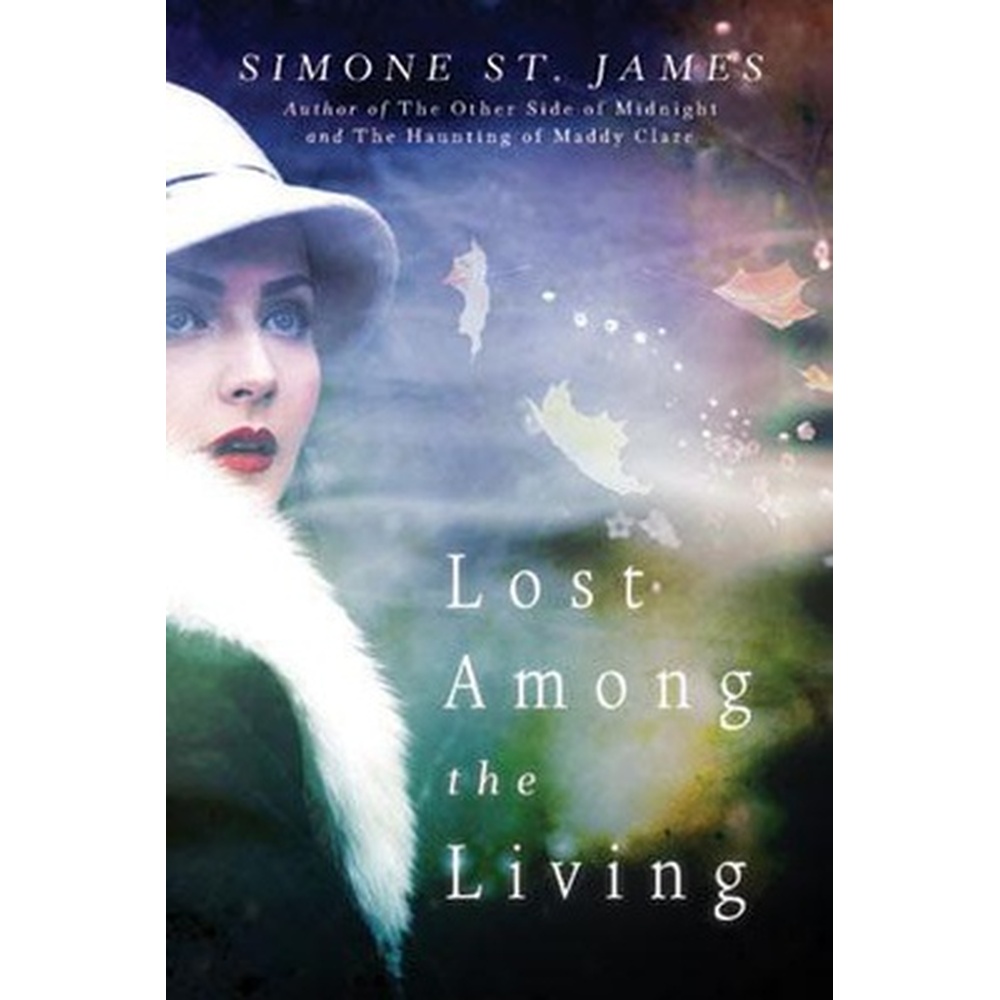 SIMONE ST. JAMES
Author of The Other Side of Midnight
and The Haunting of Maddy Clare
Lost
Among
the
Living